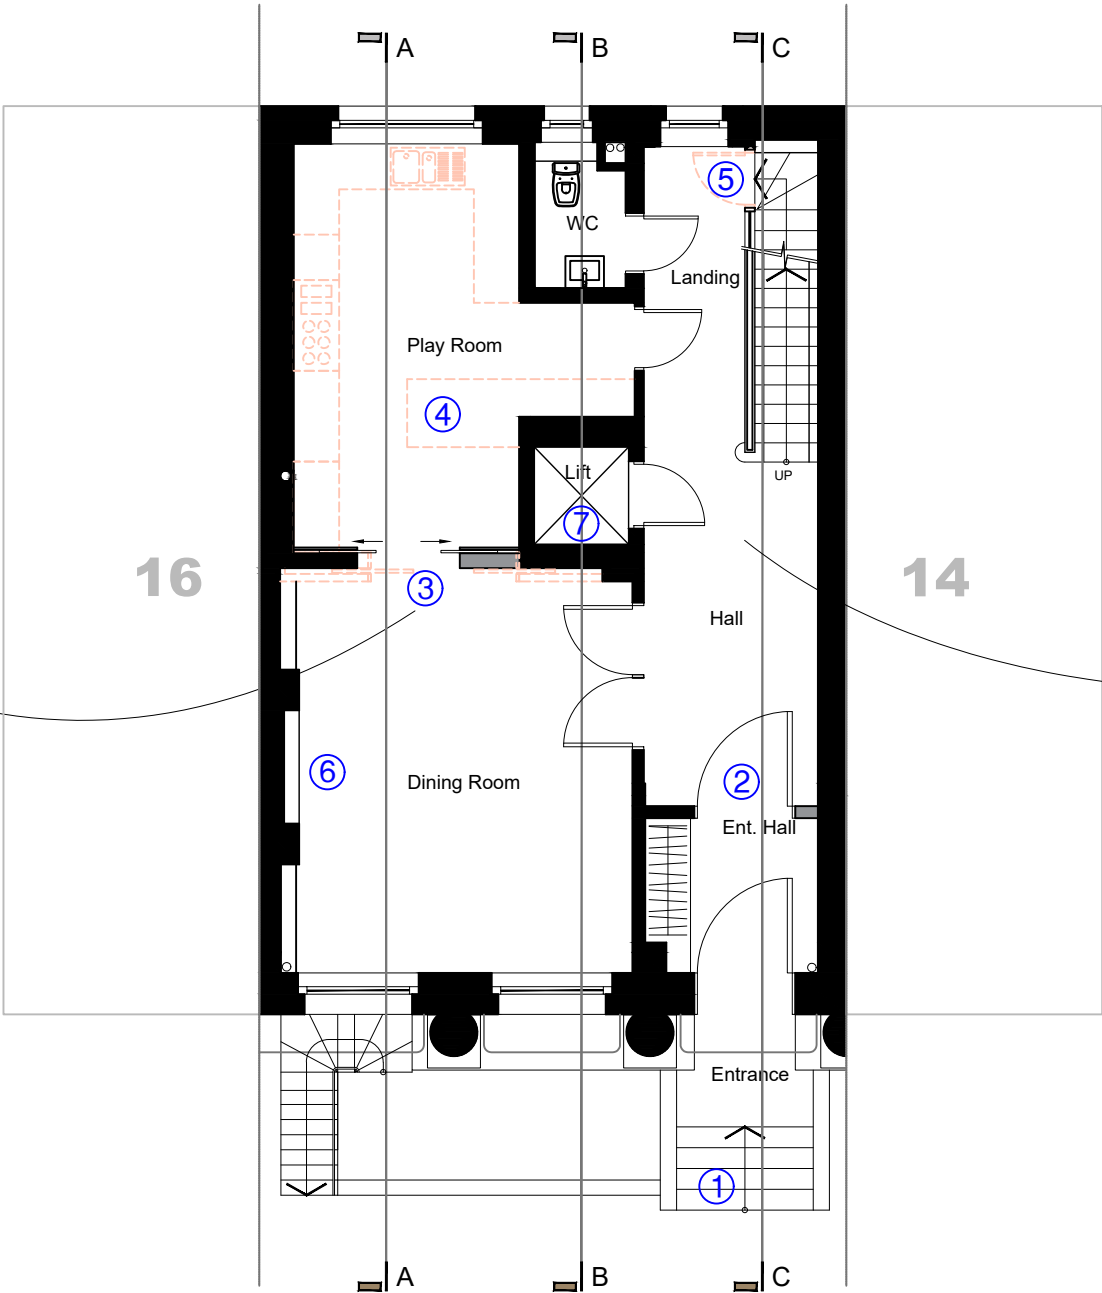 A
B
C
5
WC
Landing
Play Room
4
Lift
UP
7
16
14
3
Hall
6
Dining Room
2
Ent. Hall
Entrance
1
A
B
C